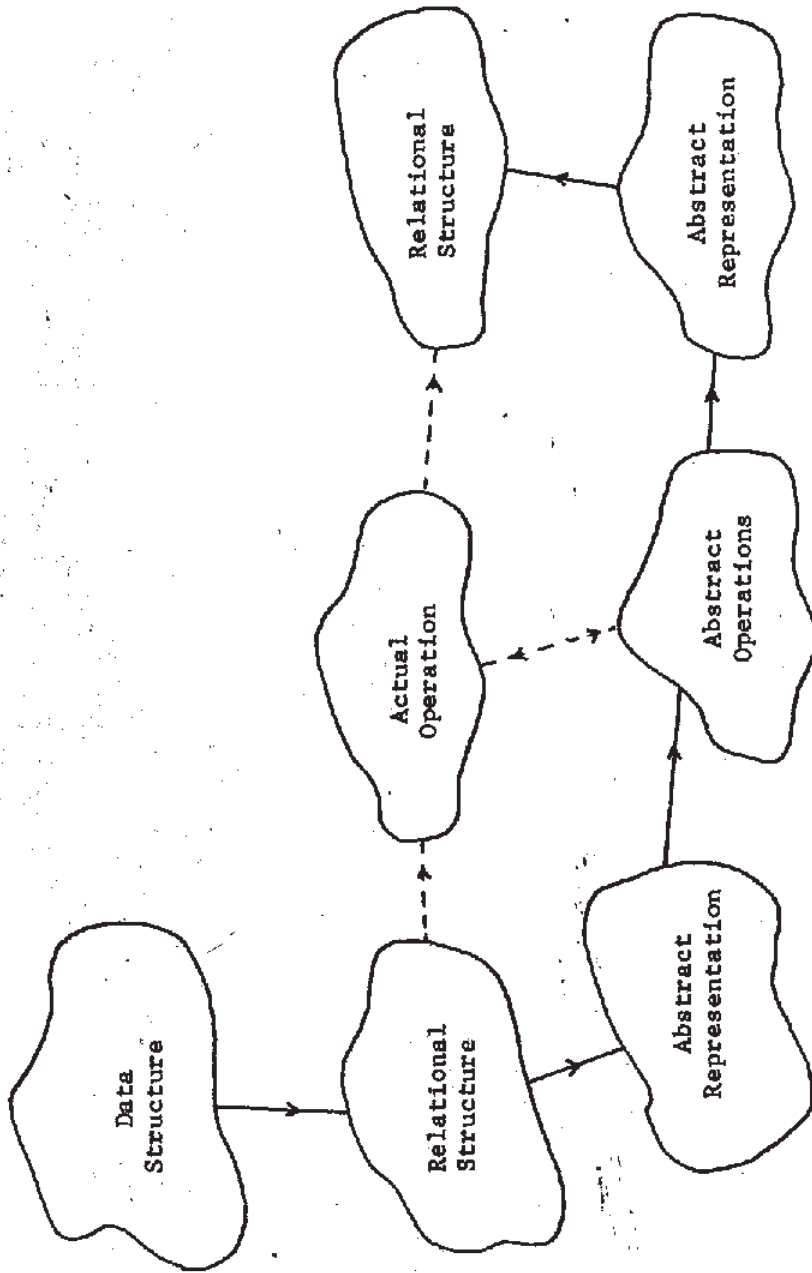 Data
Structure
Relational
Structure
Actual
Operation
Relational
Structure
Abstract
Representation
Abstract
Operations
Abstract
Representation